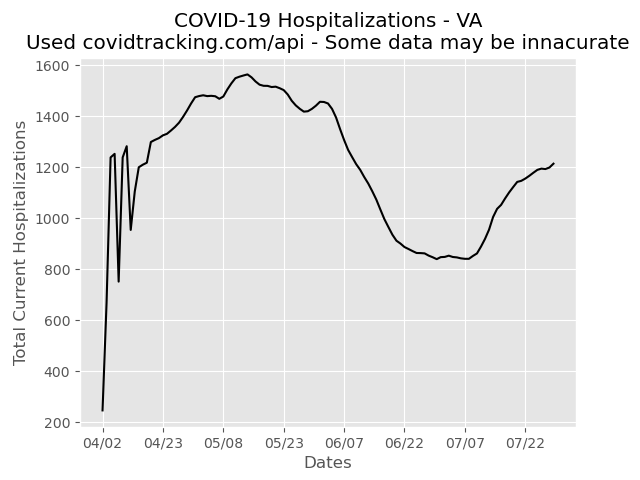 COVID-19 Hospitalizations - VA
Used covidtracking.com/api - Some data may be innacurate
1600
1400
1200
1000
800
600
400
200
Total Current Hospitalizations
04/02 04/23 05/08 05/23 06/07 06/22 07/07 07/22
Dates